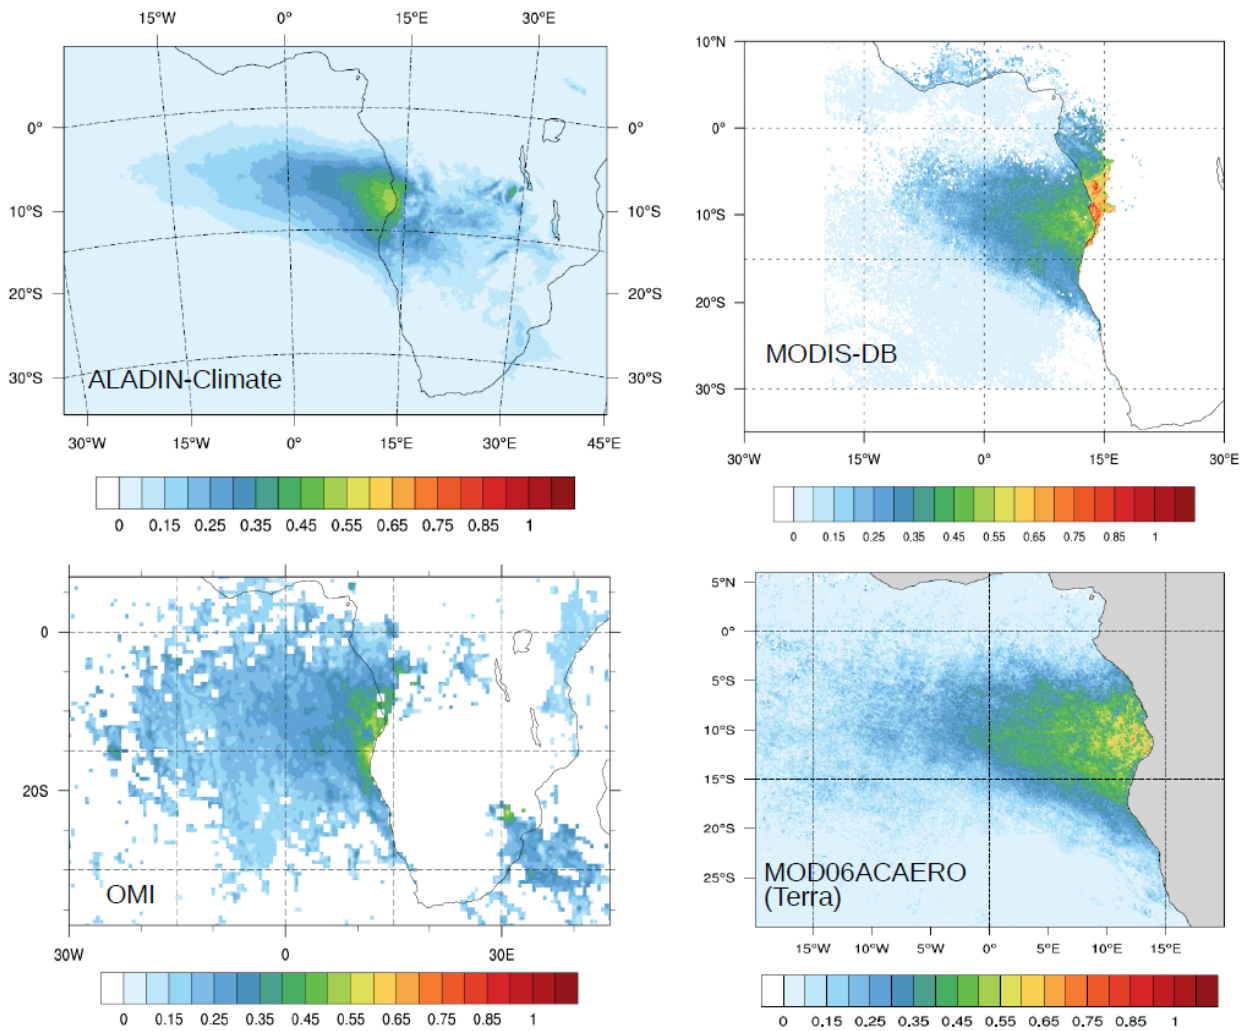 15°W 0° 15°E 30°E
0° 0°
10°S 10°S
20°S 20°S
30°S 30°S
ALADIN-Climate
30°W 15°W 0° 15°E 30°E 45°E
0 0.15 0.25 0.35 0.45 0.55 0.65 0.75 0.85 1
10°N
0°
10°S
20°S
30°S
MODIS-DB
30°W 15°W 0° 15°E 30°E
0 0.15 0.25 0.35 0.45 0.55 0.65 0.75 0.85 1
0
20S
OMI
30W 0 30E
0 0.15 0.25 0.35 0.45 0.55 0.65 0.75 0.85 1
5°N
0°
5°S
10°S
15°S
20°S
25°S
MOD06ACAERO
(Terra)
15°W 10°W 5°W 0° 5°E 10°E 15°E
0 0.15 0.25 0.35 0.45 0.55 0.65 0.75 0.85 1